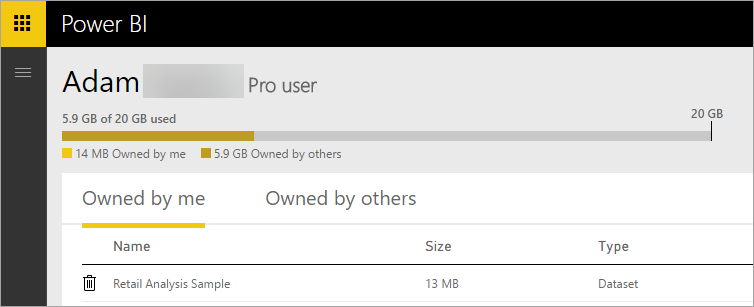 Power BI
Adam Pro user
5.9 GB of 20 GB used
20 GB
14 MB Owned by me 5.9 GB Owned by others
Owned by me Owned by others
Name Size Type
Retail Analysis Sample 13 MB Dataset